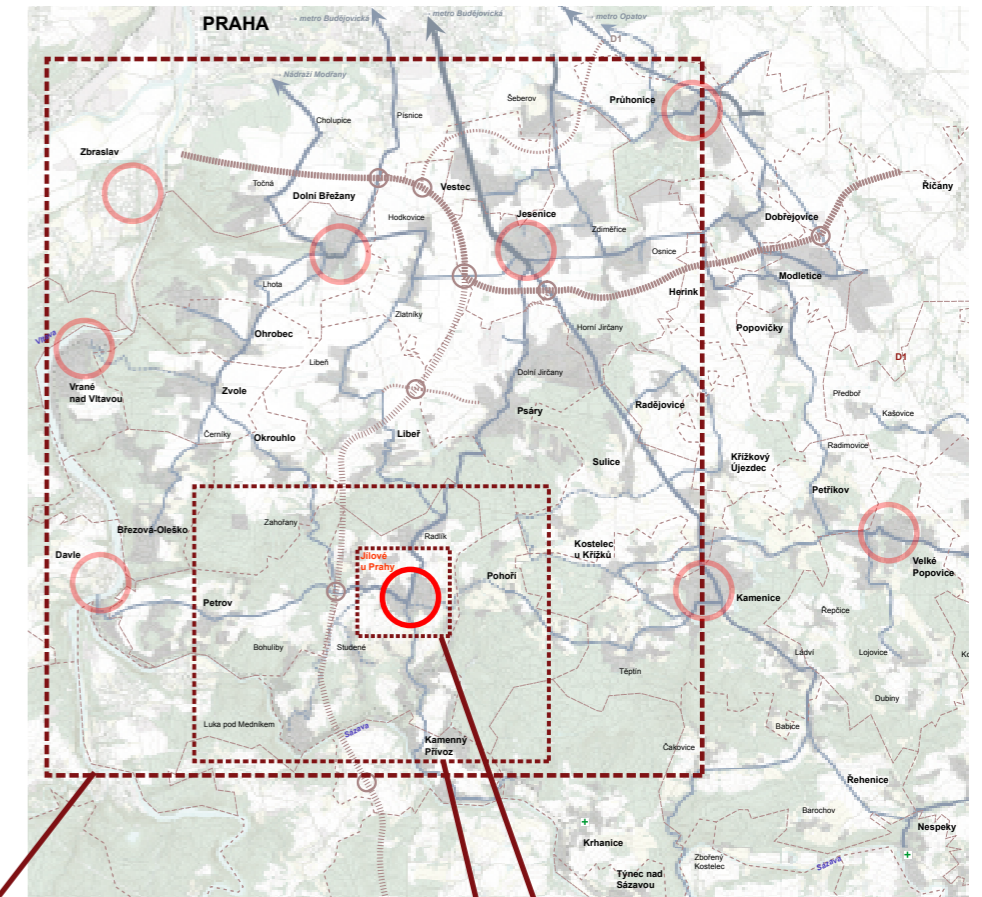 → metro Budějovická
→ metro Budějovická
→ metro Opatov
PRAHA
D1
→ Nádraží Modřany
Šeberov
Průhonice
Cholupice
Písnice
Zbraslav
Točná
Dolní Břežany
Vestec
Říčany
Hodkovice
Jesenice
Dobřejovice
Zdiměřice
Osnice
Modletice
Lhota
Herink
Zlatníky
Horní Jirčany
Popovičky
Vltava
Ohrobec
Libeň
D1
Dolní Jirčany
Vrané
nad Vltavou
Zvole
Předboř
Psáry
Radějovice
Kašovice
Černíky
Okrouhlo
Libeř
Radimovice
Sulice
Křížkový
Újezdec
Petříkov
Březová-Oleško
Zahořany
Radlík
Kostelec
u Křížků
Davle
Jílové
u Prahy
Pohoří
Velké
Popovice
Petrov
Kamenice
Řepčice
Bohuliby
Studené
Ládví
Lojovice
Ko
Těptín
Dubiny
Luka pod Medníkem
Sázava
Babice
Kamenný
Přívoz
Čakovice
Řehenice
Barochov
Nespeky
Krhanice
Zbořený
Kostelec
Sázava
Týnec nad
Sázavou